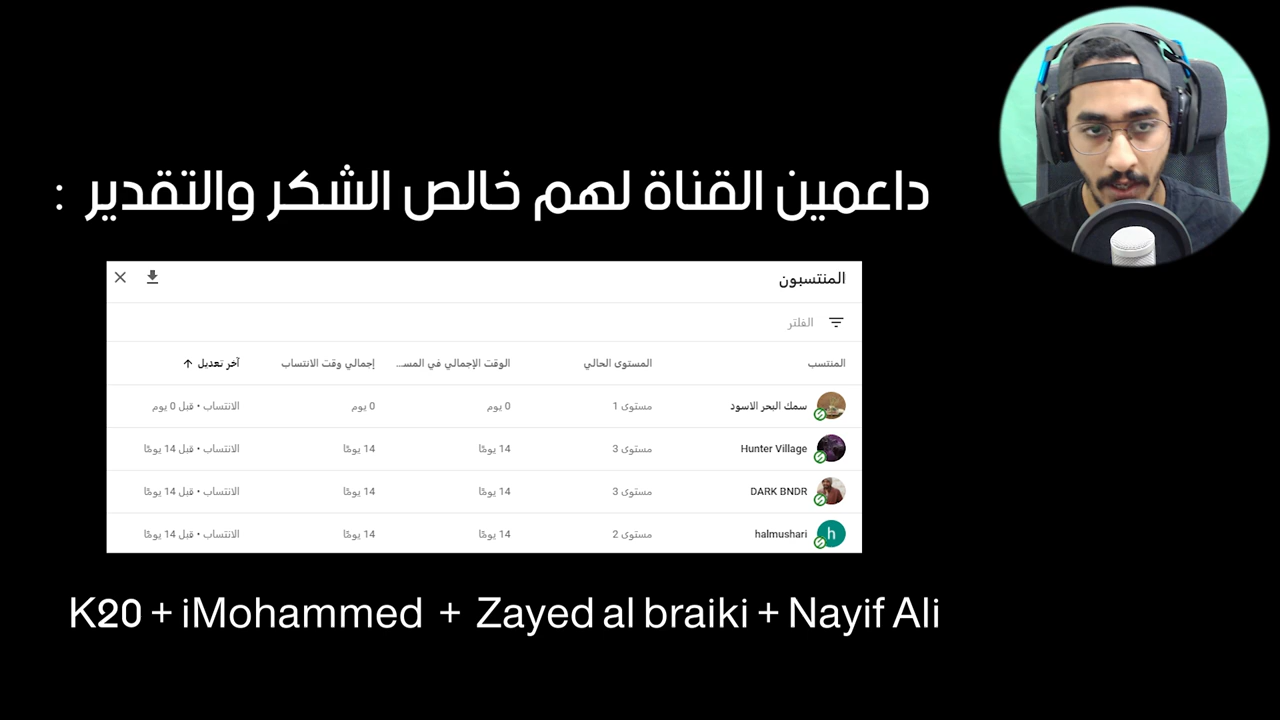 داعمين القناة لهم خالص الشكر والتقدير :
المنتسبون
الفلتر
المنتسب المستوى الحالي الوقت الإجمالي في المسـ... إجمالي وقت الانتساب آخر تعديل
سمك البحر الاسود مستوى 1 0 يوم 0 يوم الانتساب • قبل 0 يوم
Hunter Village مستوى 3 14 يومًا 14 يومًا الانتساب • قبل 14 يومًا
DARK BNDR مستوى 3 14 يومًا 14 يومًا الانتساب • قبل 14 يومًا
h halmushari مستوى 2 14 يومًا 14 يومًا الانتساب • قبل 14 يومًا
K20 + iMohammed + Zayed al braiki + Nayif Ali